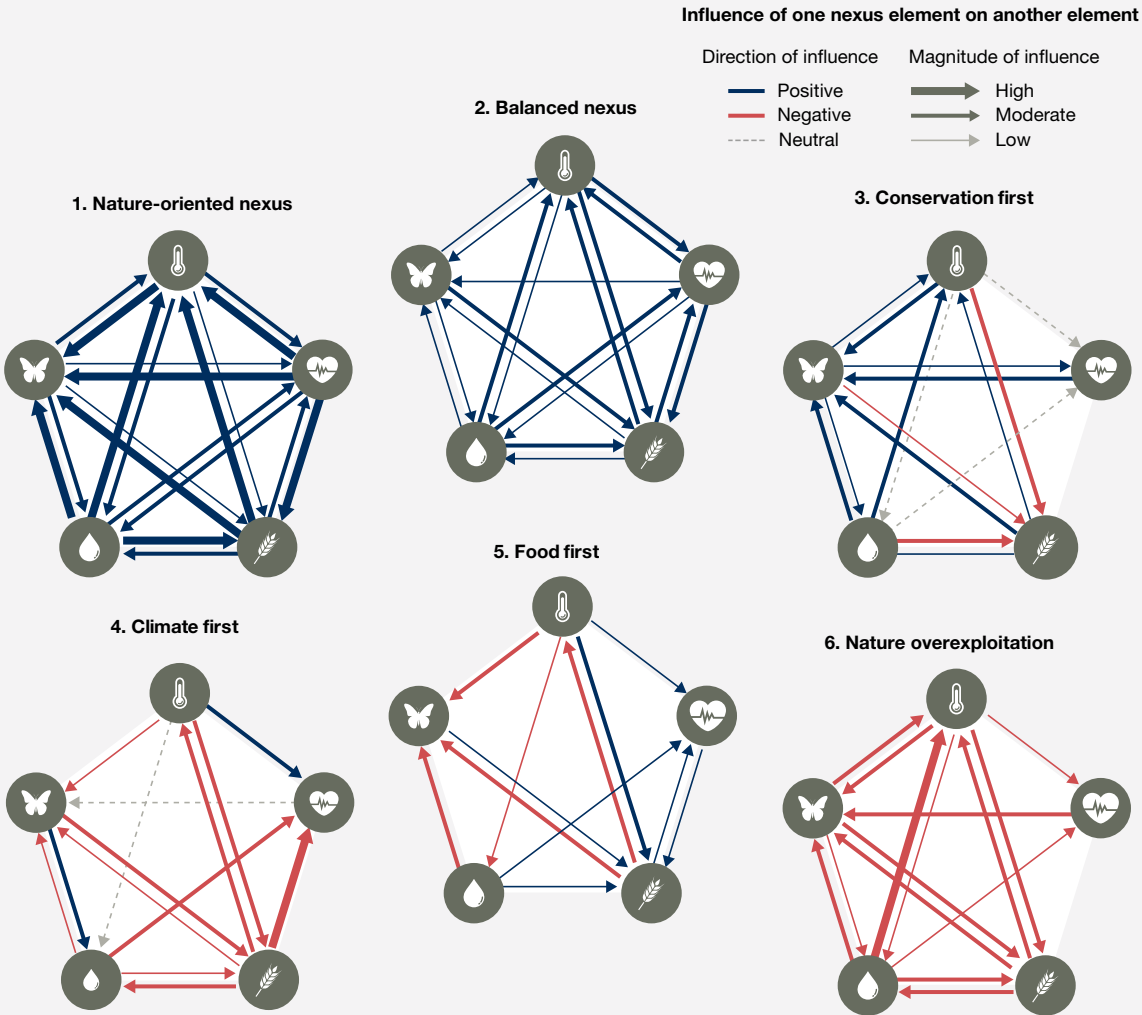 Influence of one nexus element on another element
Direction of influence
Magnitude of influence
Positive
High
Negative
Moderate
Neutral
Low
2. Balanced nexus
1. Nature-oriented nexus
3. Conservation first
5. Food first
4. Climate first
6. Nature overexploitation